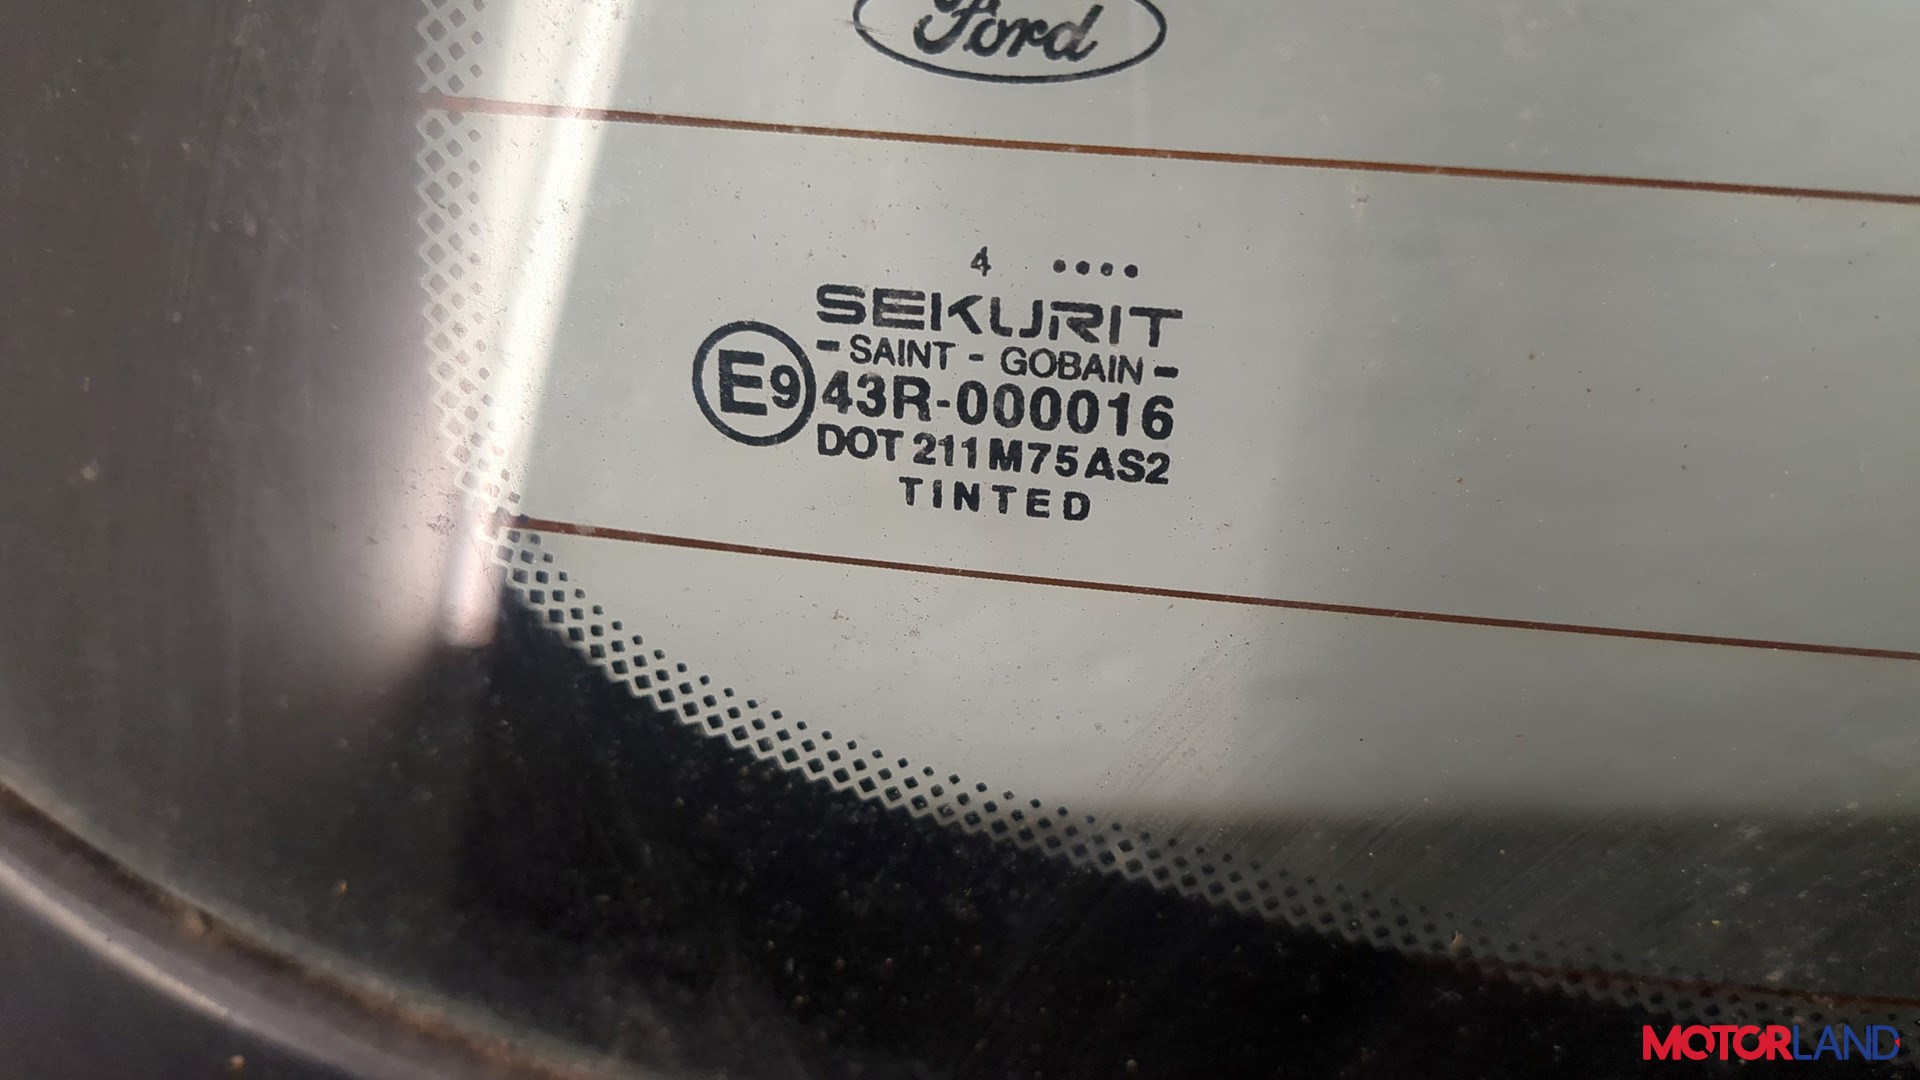 Ford
4 ••••
SEKURIT
- SAINT - GOBAIN -
E9 43R-000016
DOT 211 M75 AS2
TINTED
MOTORLAND